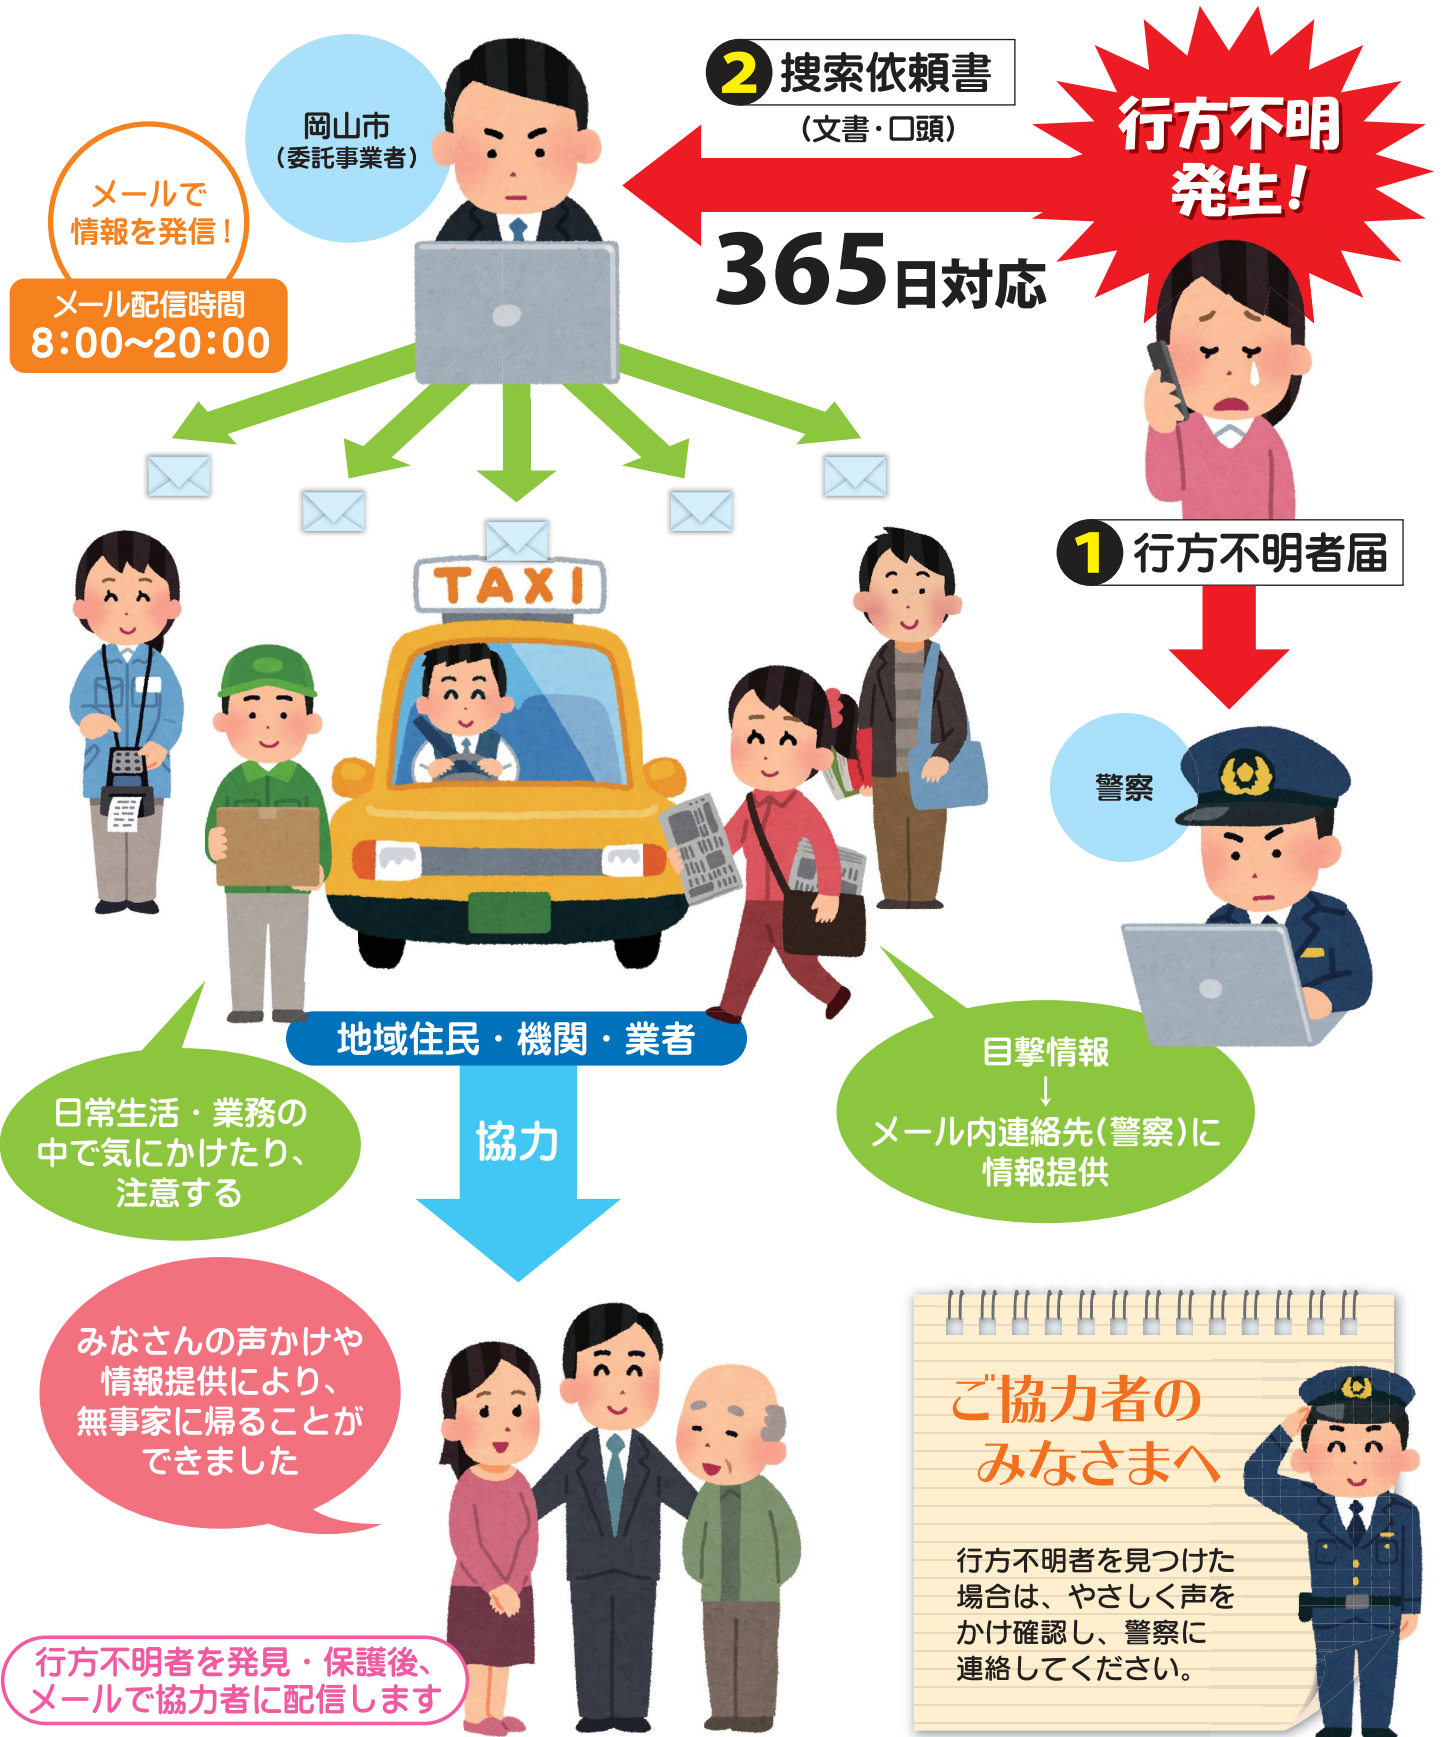 行方不明
発生！
❷捜索依頼書
（文書・口頭）
365日対応
❶行方不明者届
警察
岡山市
（委託事業者）
メールで
情報を発信！
メール配信時間
8：00〜20：00
TAXI
地域住民・機関・業者
日常生活・業務の
中で気にかけたり、
注意する
目撃情報
↓
メール内連絡先（警察）に
情報提供
協力
みなさんの声かけや
情報提供により、
無事家に帰ることが
できました
行方不明者を発見・保護後、
メールで協力者に配信します
ご協力者の
みなさまへ
行方不明者を見つけた
場合は、やさしく声を
かけ確認し、警察に
連絡してください。